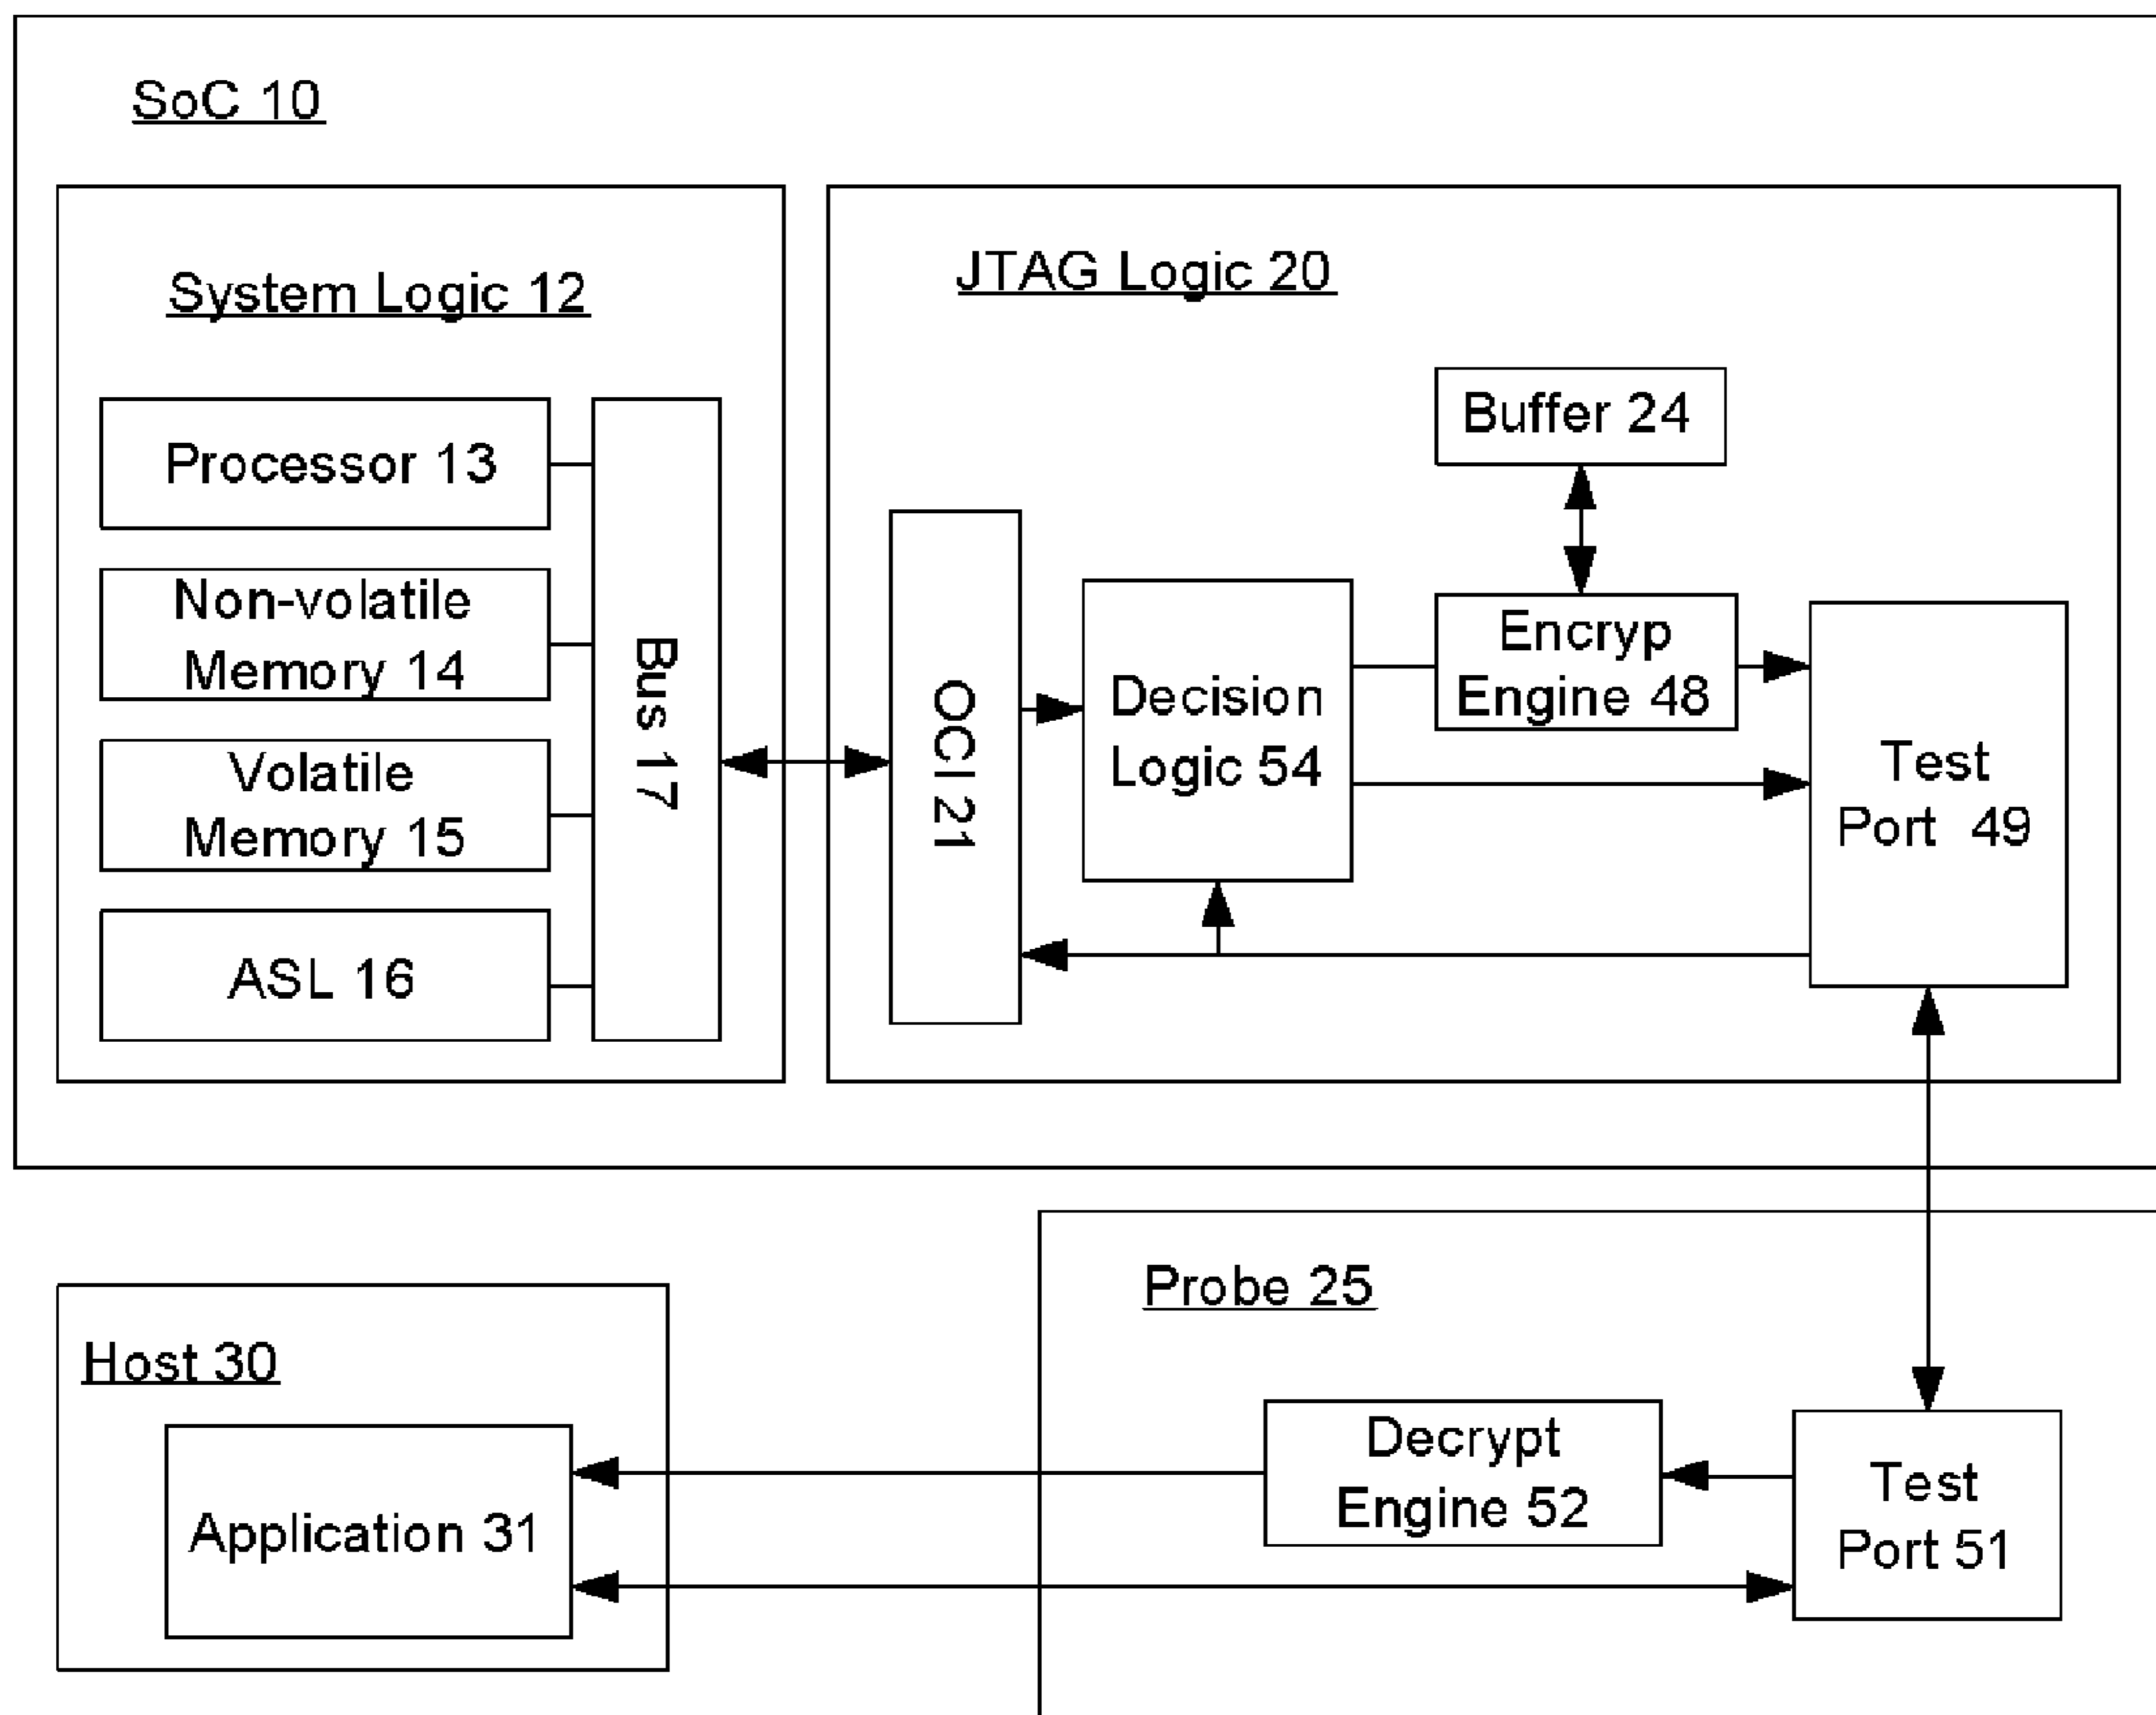 SoC 10
System Logic 12
Processor 13
Non-volatile
Memory 14
Volatile
Memory 15
ASL 16
Bus 17
JTAG Logic 20
Buffer 24
OCI 21
Decision
Logic 54
Encryp
Engine 48
Test
Port 49
Host 30
Application 31
Probe 25
Decrypt
Engine 52
Test
Port 51